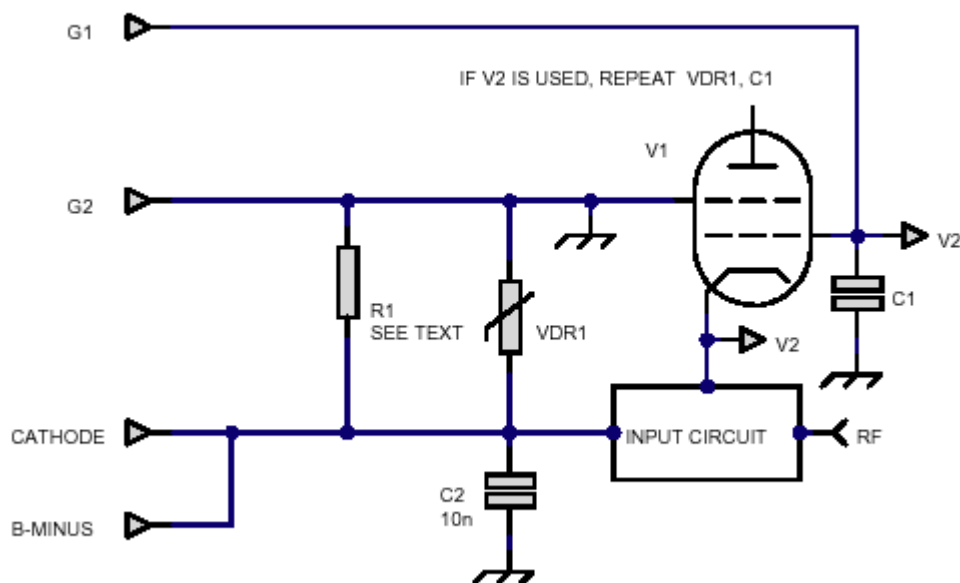 G1
IF V2 IS USED, REPEAT VDR1, C1
V1
G2
V2
C1
R1
SEE TEXT
VDR1
V2
CATHODE
INPUT CIRCUIT
RF
C2
10n
B-MINUS